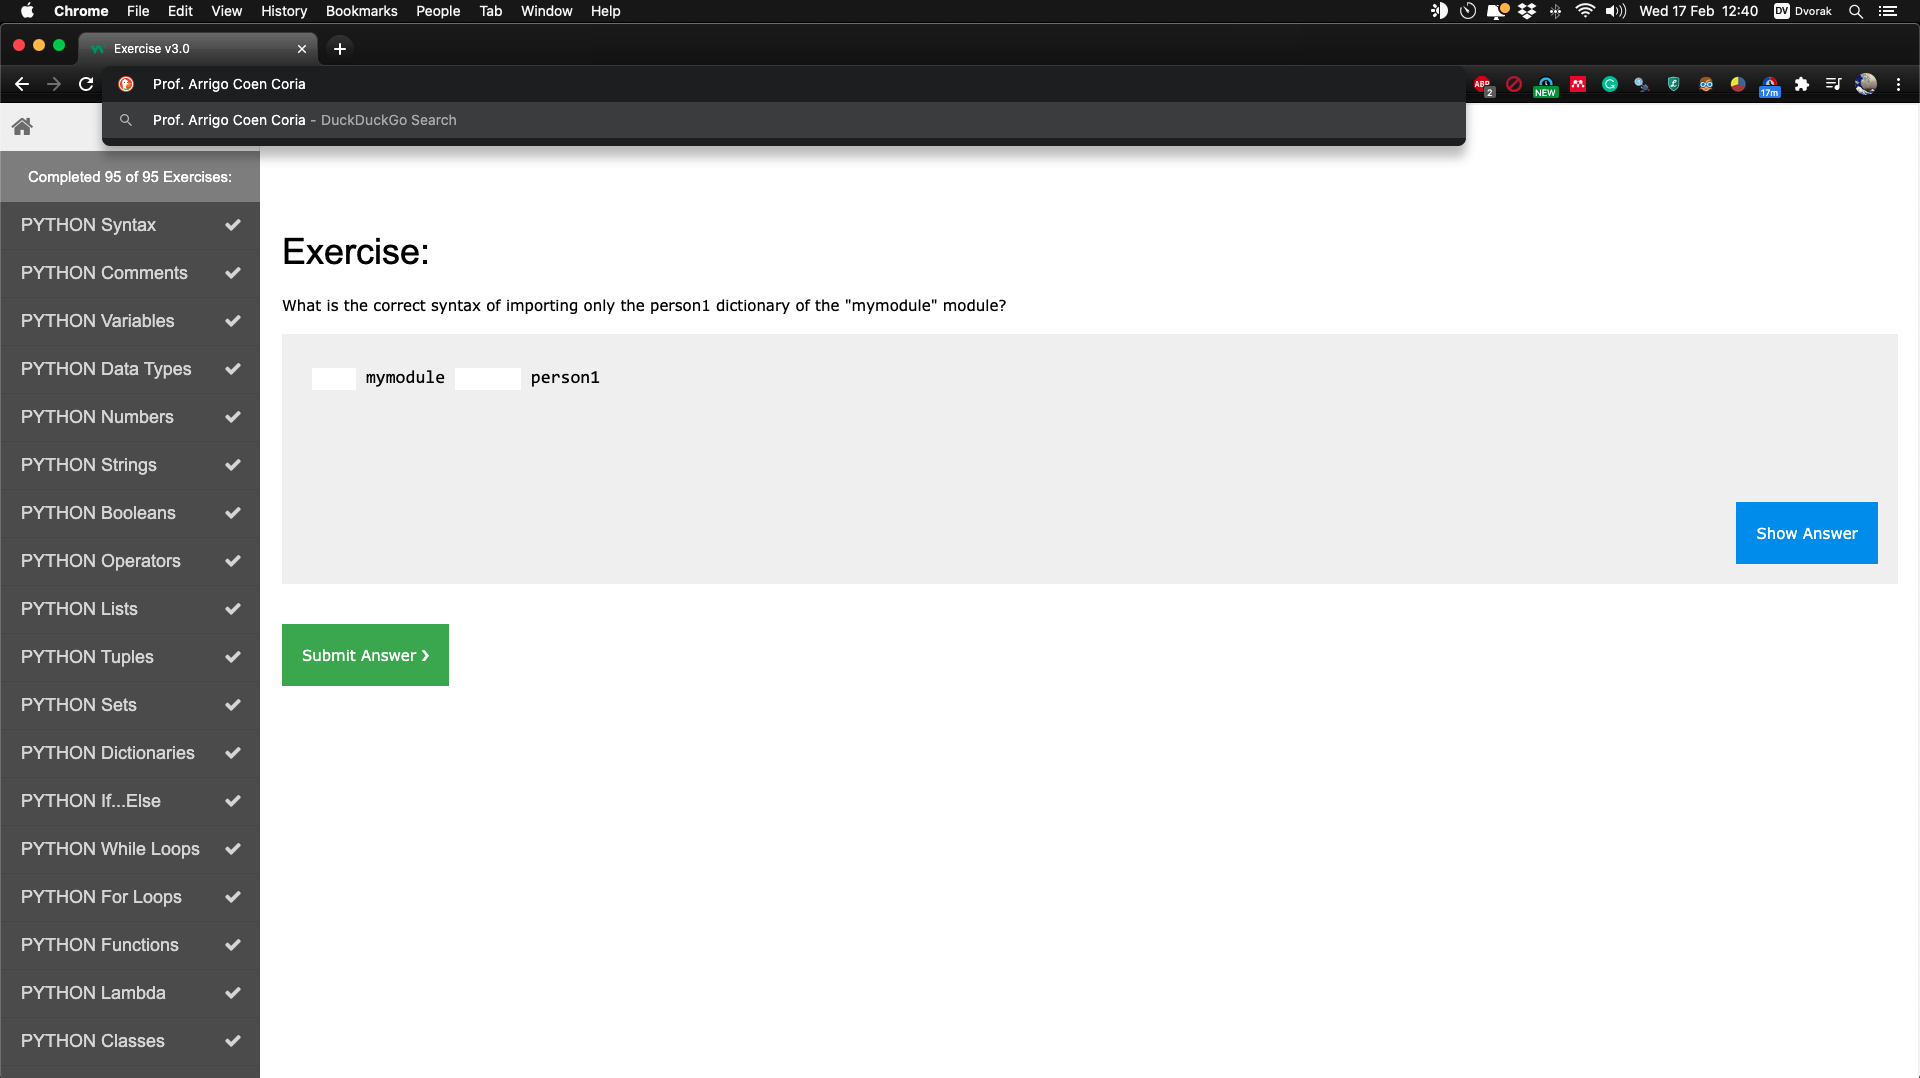 Chrome File Edit View History Bookmarks People Tab Window Help
Wed 17 Feb 12:40 DV Dvorak
Exercise v3.0
Prof. Arrigo Coen Coria
ABP 2 NEW 17m
Prof. Arrigo Coen Coria - DuckDuckGo Search
Completed 95 of 95 Exercises:
PYTHON Syntax
PYTHON Comments
PYTHON Variables
PYTHON Data Types
PYTHON Numbers
PYTHON Strings
PYTHON Booleans
PYTHON Operators
PYTHON Lists
PYTHON Tuples
PYTHON Sets
PYTHON Dictionaries
PYTHON If...Else
PYTHON While Loops
PYTHON For Loops
PYTHON Functions
PYTHON Lambda
PYTHON Classes
Exercise:
What is the correct syntax of importing only the person1 dictionary of the "mymodule" module?
mymodule person1
Show Answer
Submit Answer ❯